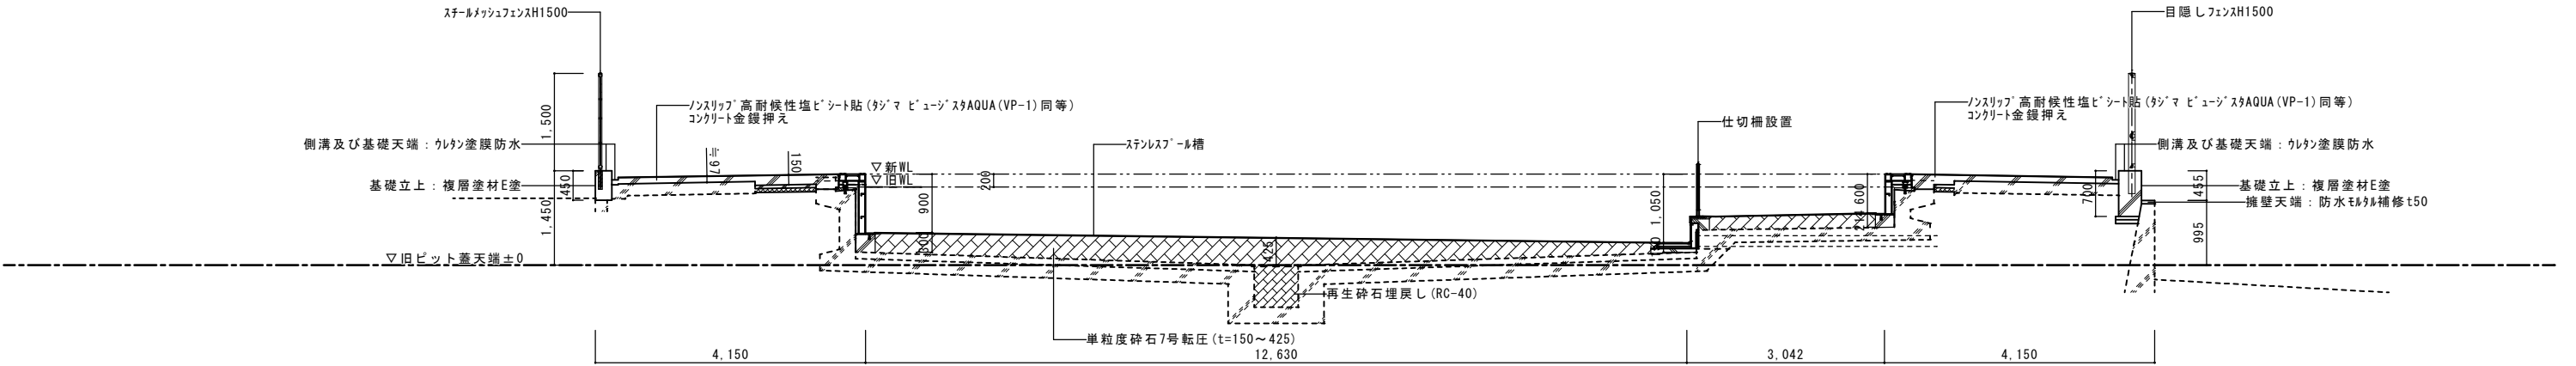 スチールメッシュフェンスH1500
目隠しフェンスH1500
ノンスリップ高耐候性塩ビシート貼(タジマ ビュージスタAQUA(VP-1)同等)
コンクリート金鏝押え
ノンスリップ高耐候性塩ビシート貼(タジマ ビュージスタAQUA(VP-1)同等)
コンクリート金鏝押え
1,500
仕切柵設置
側溝及び基礎天端：ウレタン塗膜防水
ステンレスプール槽
側溝及び基礎天端：ウレタン塗膜防水
≒97
150
▽新WL
▽旧WL
200
基礎立上：複層塗材E塗
450
基礎立上：複層塗材E塗
700
455
擁壁天端：防水モルタル補修t50
900
1,050
600
1,450
300
425
995
▽旧ピット蓋天端±0
再生砕石埋戻し(RC-40)
単粒度砕石7号転圧(t=150～425)
4,150
12,630
3,042
4,150